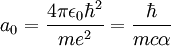 a₀ = 4πϵ₀ħ² / me² = ħ / mcα